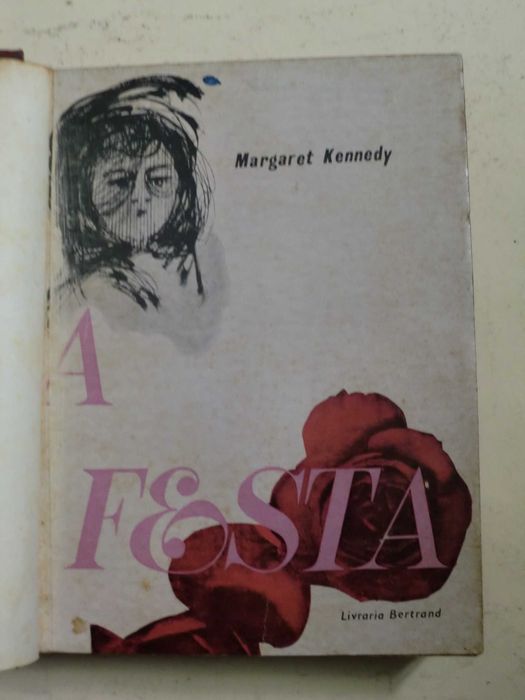 Margaret Kennedy
A
FESTA
Livraria Bertrand